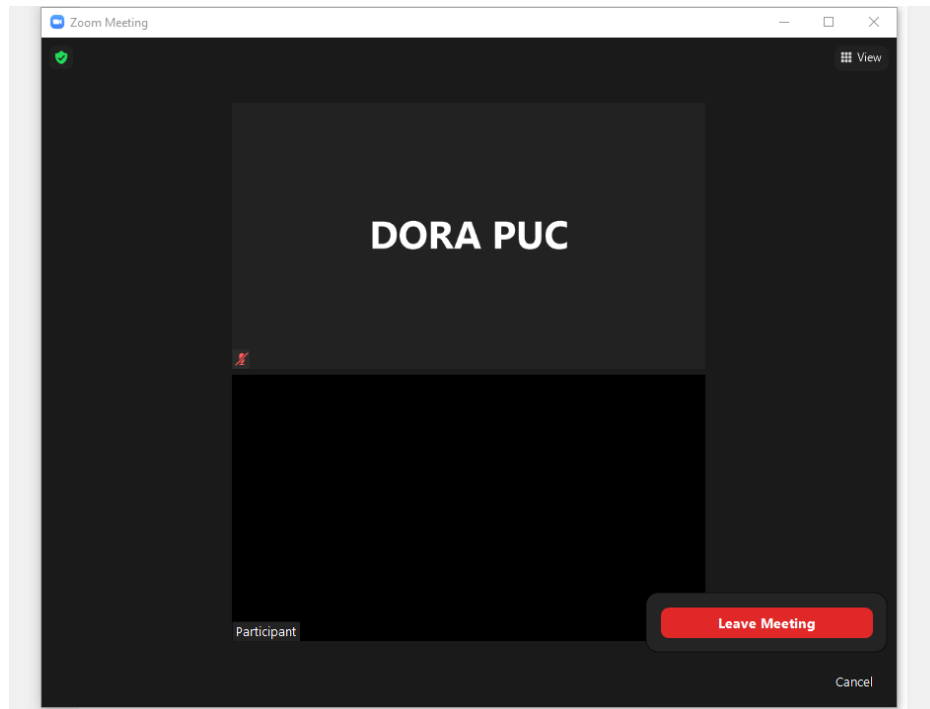 Zoom Meeting
View
DORA PUC
Participant
Leave Meeting
Cancel